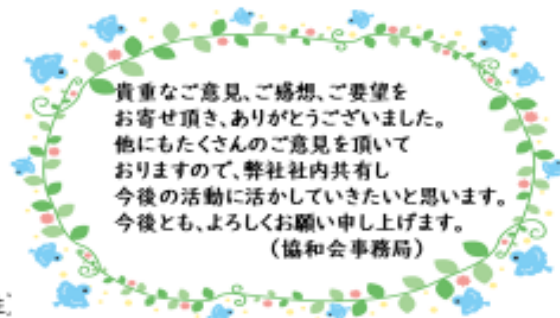 貴重なご意見、ご感想、ご要望を
お寄せ頂き、ありがとうございました。
他にもたくさんのご意見を頂いて
おりますので、弊社社内共有し
今後の活動に活かしていきたいと思います。
今後とも、よろしくお願い申し上げます。
（協和会事務局）